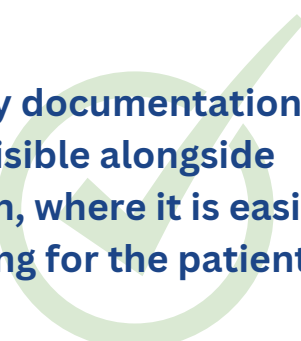 y documentation
isible alongside
n, where it is easi
ng for the patient